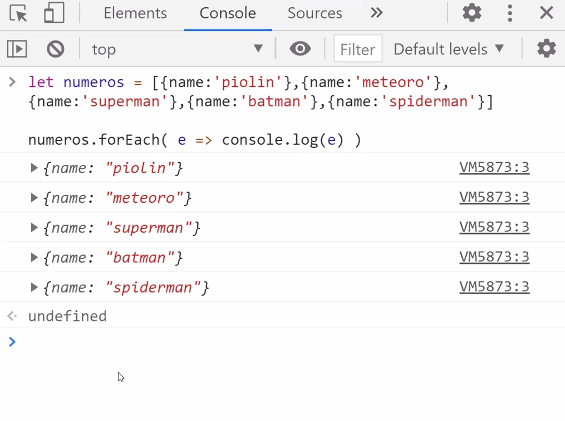 Elements Console Sources
top Filter Default levels
let numeros = [{name:'piolin'},{name:'meteoro'},
{name:'superman'},{name:'batman'},{name:'spiderman'}]
numeros.forEach( e => console.log(e) )
{name: "piolin"} VM5873:3
{name: "meteoro"} VM5873:3
{name: "superman"} VM5873:3
{name: "batman"} VM5873:3
{name: "spiderman"} VM5873:3
undefined